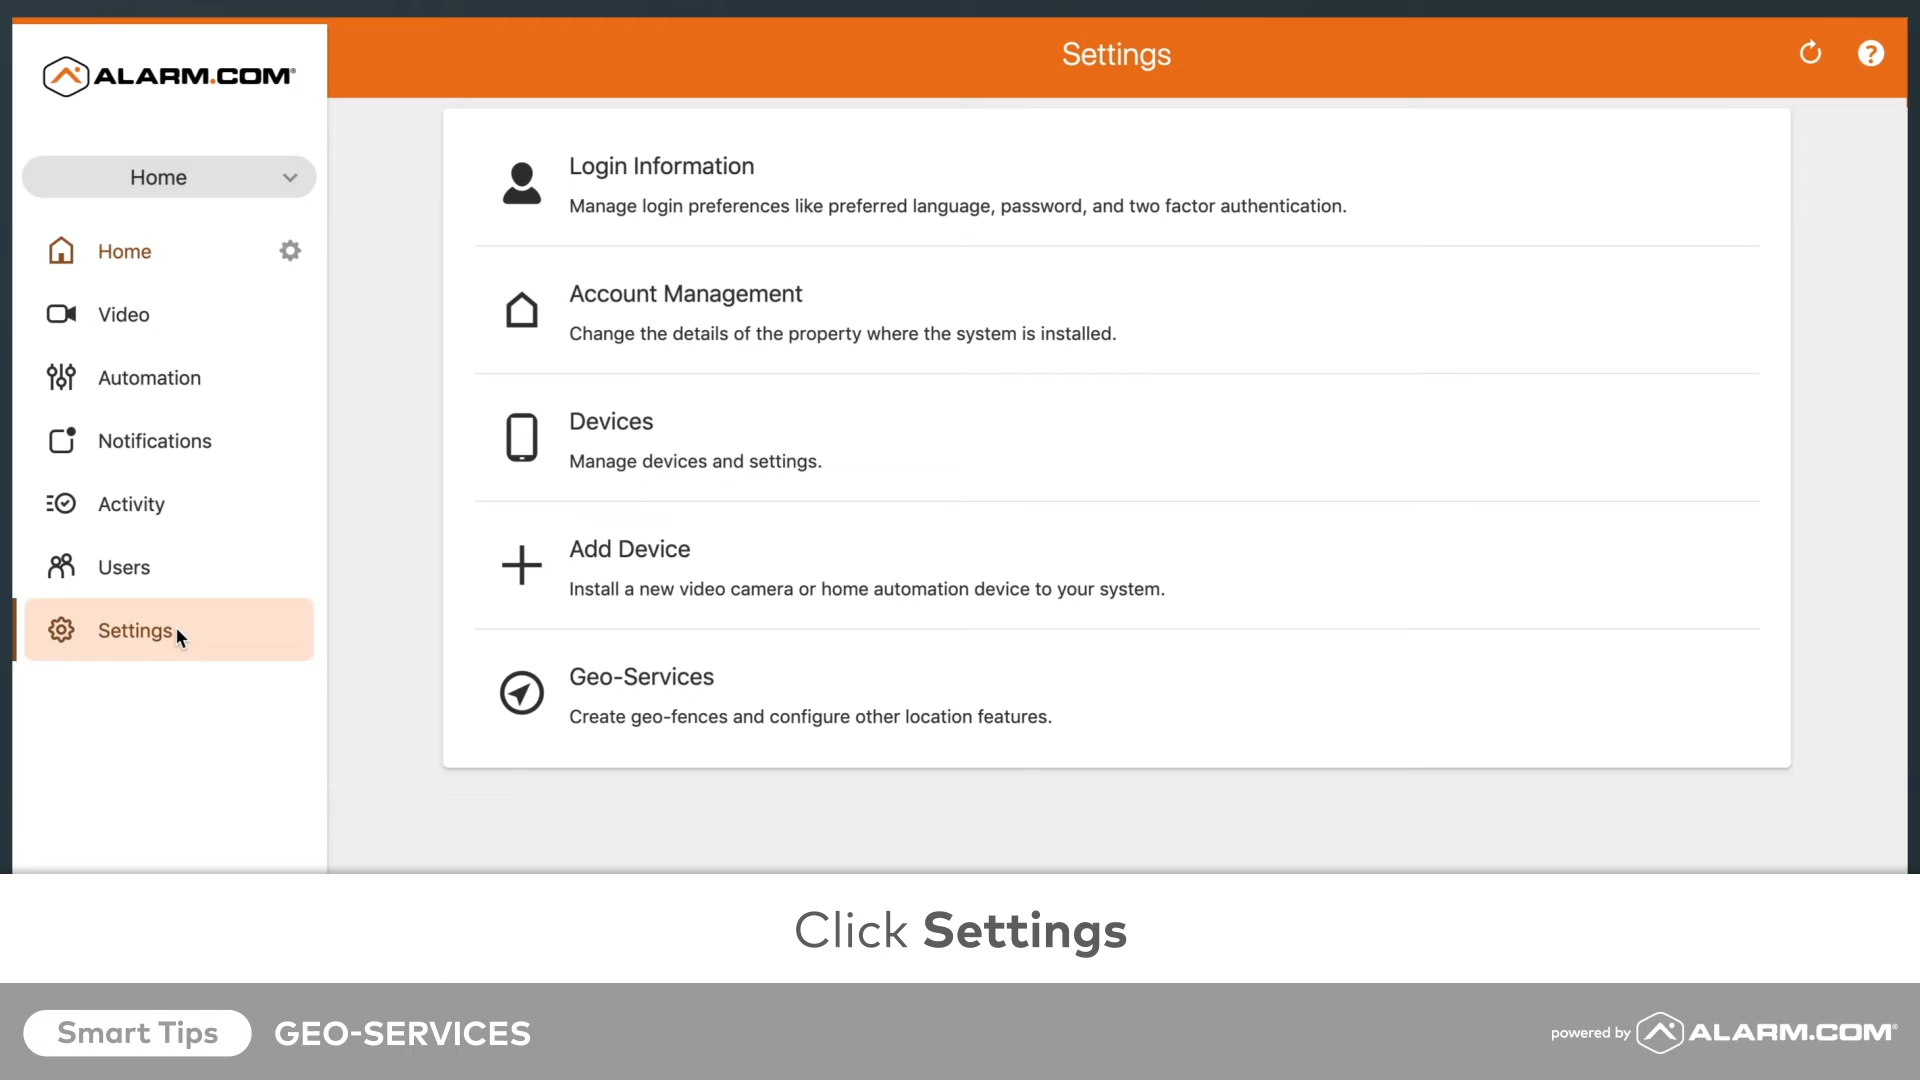 ALARM.COM®
Settings
?
Home
Home
Video
Automation
Notifications
Activity
Users
Settings
Login Information
Manage login preferences like preferred language, password, and two factor authentication.
Account Management
Change the details of the property where the system is installed.
Devices
Manage devices and settings.
Add Device
Install a new video camera or home automation device to your system.
Geo-Services
Create geo-fences and configure other location features.
Click Settings
Smart Tips GEO-SERVICES
powered by ALARM.COM®